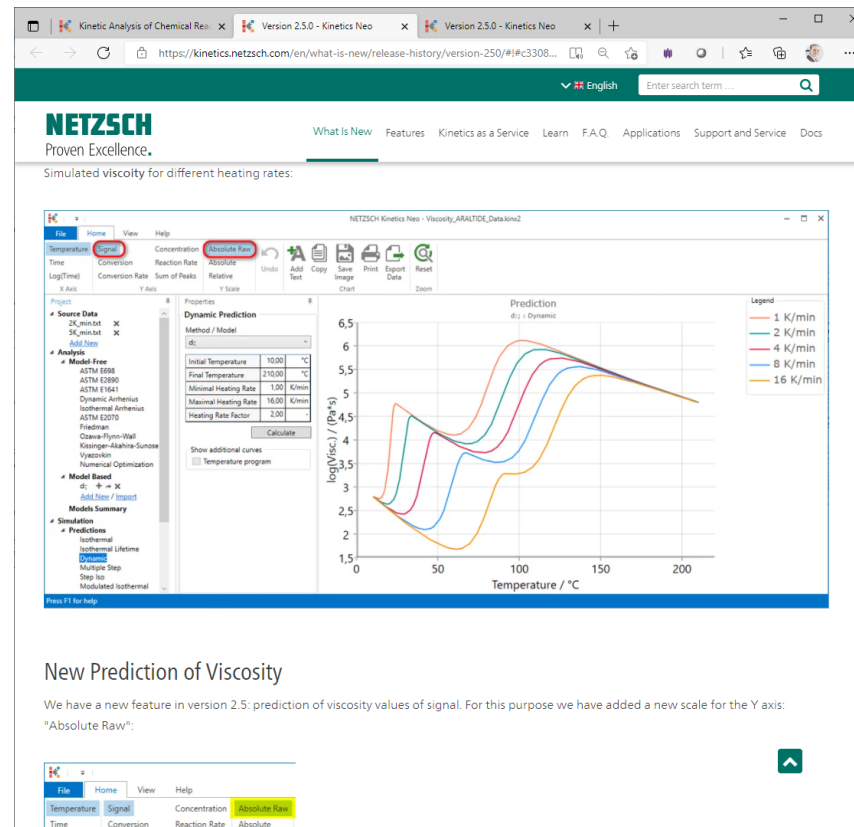 Kinetic Analysis of Chemical Reac
Version 2.5.0 - Kinetics Neo
Version 2.5.0 - Kinetics Neo
https://kinetics.netzsch.com/en/what-is-new/release-history/version-250/#!#c3308...
English
Enter search term ...
NETZSCH
Proven Excellence.
What Is New Features Kinetics as a Service Learn F.A.Q. Applications Support and Service Docs
Simulated viscoity for different heating rates:
NETZSCH Kinetics Neo - Viscosity_ARALTIDE_Data.kinx2
File Home View Help
Temperature Signal Concentration Absolute Raw
Time Conversion Reaction Rate Absolute
Log(Time) Conversion Rate Sum of Peaks Relative
X Axis Y Axis Y Scale
Undo
Add Text
Copy
Save Image
Print
Export Data
Reset
Chart
Zoom
Project
Source Data
2K_min.txt X
5K_min.txt X
Add New
Analysis
Model-Free
ASTM E698
ASTM E2890
ASTM E1641
Dynamic Arrhenius
Isothermal Arrhenius
ASTM E2070
Friedman
Ozawa-Flynn-Wall
Kissinger-Akahira-Sunose
Vyazovkin
Numerical Optimization
Model Based
d:; + X
Add New / Import
Models Summary
Simulation
Predictions
Isothermal
Isothermal Lifetime
Dynamic
Multiple Step
Step Iso
Modulated Isothermal
Properties
Dynamic Prediction
Method / Model
d:;
Initial Temperature 10,00 °C
Final Temperature 210,00 °C
Minimal Heating Rate 1,00 K/min
Maximal Heating Rate 16,00 K/min
Heating Rate Factor 2,00 -
Calculate
Show additional curves
Temperature program
Prediction
d:; : Dynamic
log(Visc.) / (Pa*s)
6,5
6
5,5
5
4,5
4
3,5
3
2,5
2
1,5
0 50 100 150 200
Temperature / °C
Legend
1 K/min
2 K/min
4 K/min
8 K/min
16 K/min
Press F1 for help
New Prediction of Viscosity
We have a new feature in version 2.5: prediction of viscosity values of signal. For this purpose we have added a new scale for the Y axis:
"Absolute Raw":
File Home View Help
Temperature Signal Concentration Absolute Raw
Time Conversion Reaction Rate Absolute